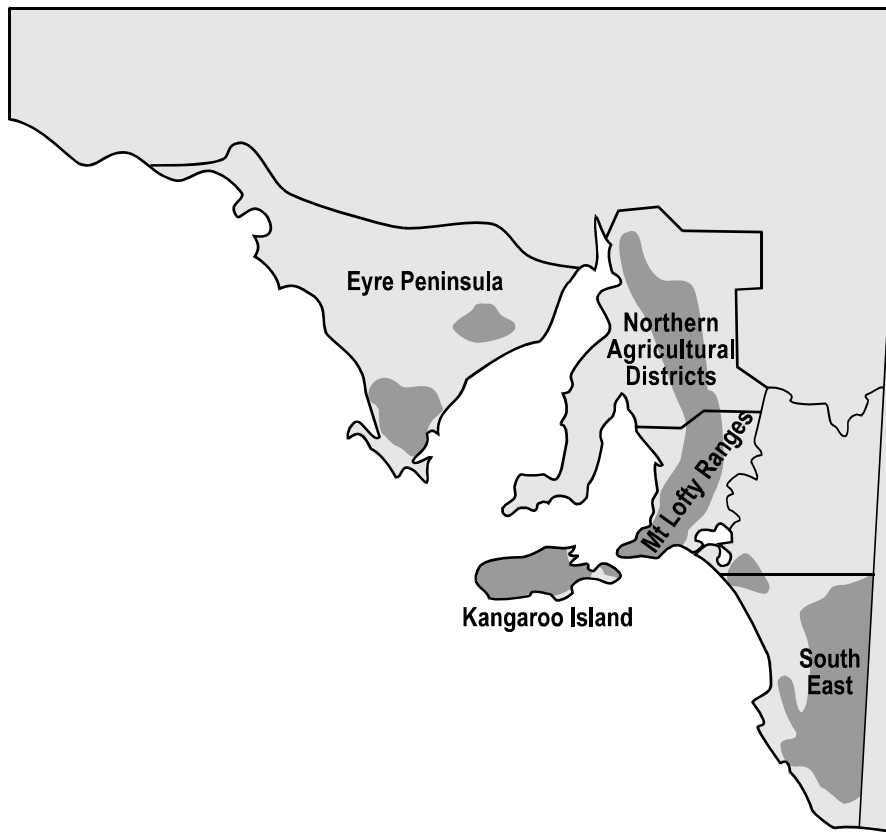 Eyre Peninsula
Northern
Agricultural
Districts
Mt Lofty Ranges
Kangaroo Island
South
East